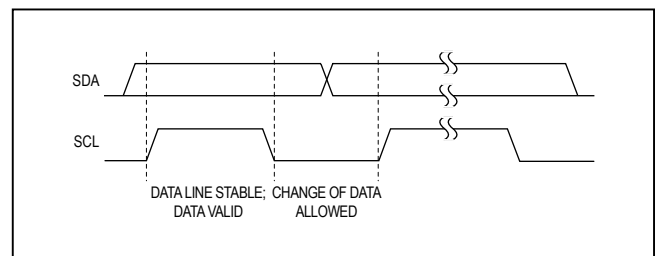 SDA
SCL
DATA LINE STABLE; CHANGE OF DATA
DATA VALID ALLOWED